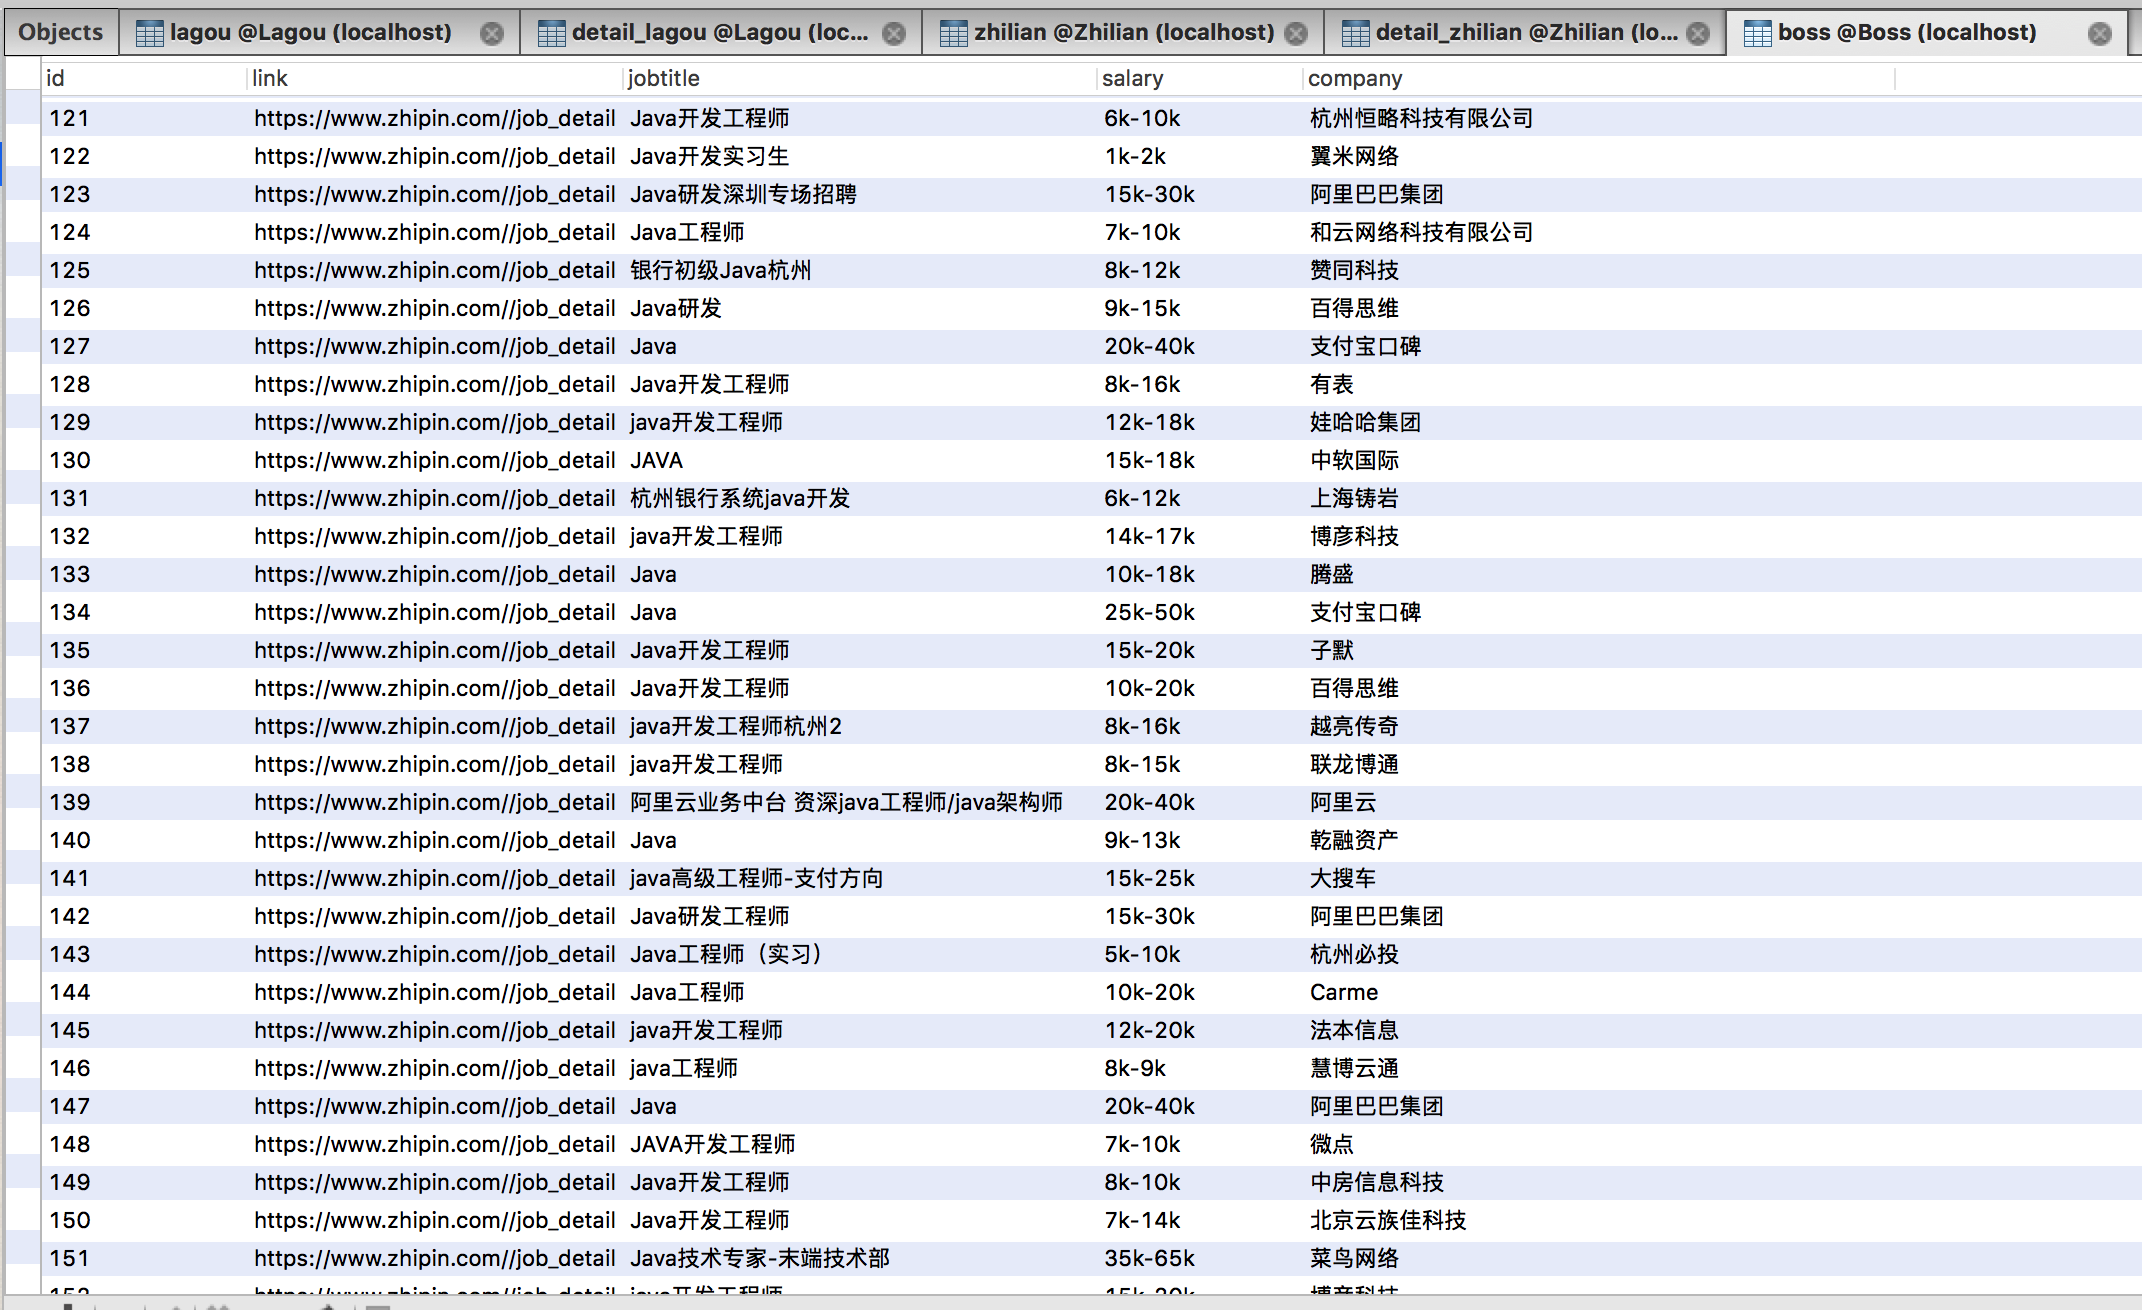 Objects lagou @Lagou (localhost) detail_lagou @Lagou (loc... zhilian @Zhilian (localhost) detail_zhilian @Zhilian (lo... boss @Boss (localhost)
id link jobtitle salary company
121 https://www.zhipin.com//job_detail Java开发工程师 6k-10k 杭州恒略科技有限公司
122 https://www.zhipin.com//job_detail Java开发实习生 1k-2k 翼米网络
123 https://www.zhipin.com//job_detail Java研发深圳专场招聘 15k-30k 阿里巴巴集团
124 https://www.zhipin.com//job_detail Java工程师 7k-10k 和云网络科技有限公司
125 https://www.zhipin.com//job_detail 银行初级Java杭州 8k-12k 赞同科技
126 https://www.zhipin.com//job_detail Java研发 9k-15k 百得思维
127 https://www.zhipin.com//job_detail Java 20k-40k 支付宝口碑
128 https://www.zhipin.com//job_detail Java开发工程师 8k-16k 有表
129 https://www.zhipin.com//job_detail java开发工程师 12k-18k 娃哈哈集团
130 https://www.zhipin.com//job_detail JAVA 15k-18k 中软国际
131 https://www.zhipin.com//job_detail 杭州银行系统java开发 6k-12k 上海铸岩
132 https://www.zhipin.com//job_detail java开发工程师 14k-17k 博彦科技
133 https://www.zhipin.com//job_detail Java 10k-18k 腾盛
134 https://www.zhipin.com//job_detail Java 25k-50k 支付宝口碑
135 https://www.zhipin.com//job_detail Java开发工程师 15k-20k 子默
136 https://www.zhipin.com//job_detail Java开发工程师 10k-20k 百得思维
137 https://www.zhipin.com//job_detail java开发工程师杭州2 8k-16k 越亮传奇
138 https://www.zhipin.com//job_detail java开发工程师 8k-15k 联龙博通
139 https://www.zhipin.com//job_detail 阿里云业务中台 资深java工程师/java架构师 20k-40k 阿里云
140 https://www.zhipin.com//job_detail Java 9k-13k 乾融资产
141 https://www.zhipin.com//job_detail java高级工程师-支付方向 15k-25k 大搜车
142 https://www.zhipin.com//job_detail Java研发工程师 15k-30k 阿里巴巴集团
143 https://www.zhipin.com//job_detail Java工程师（实习） 5k-10k 杭州必投
144 https://www.zhipin.com//job_detail Java工程师 10k-20k Carme
145 https://www.zhipin.com//job_detail java开发工程师 12k-20k 法本信息
146 https://www.zhipin.com//job_detail java工程师 8k-9k 慧博云通
147 https://www.zhipin.com//job_detail Java 20k-40k 阿里巴巴集团
148 https://www.zhipin.com//job_detail JAVA开发工程师 7k-10k 微点
149 https://www.zhipin.com//job_detail Java开发工程师 8k-10k 中房信息科技
150 https://www.zhipin.com//job_detail Java开发工程师 7k-14k 北京云族佳科技
151 https://www.zhipin.com//job_detail Java技术专家-末端技术部 35k-65k 菜鸟网络